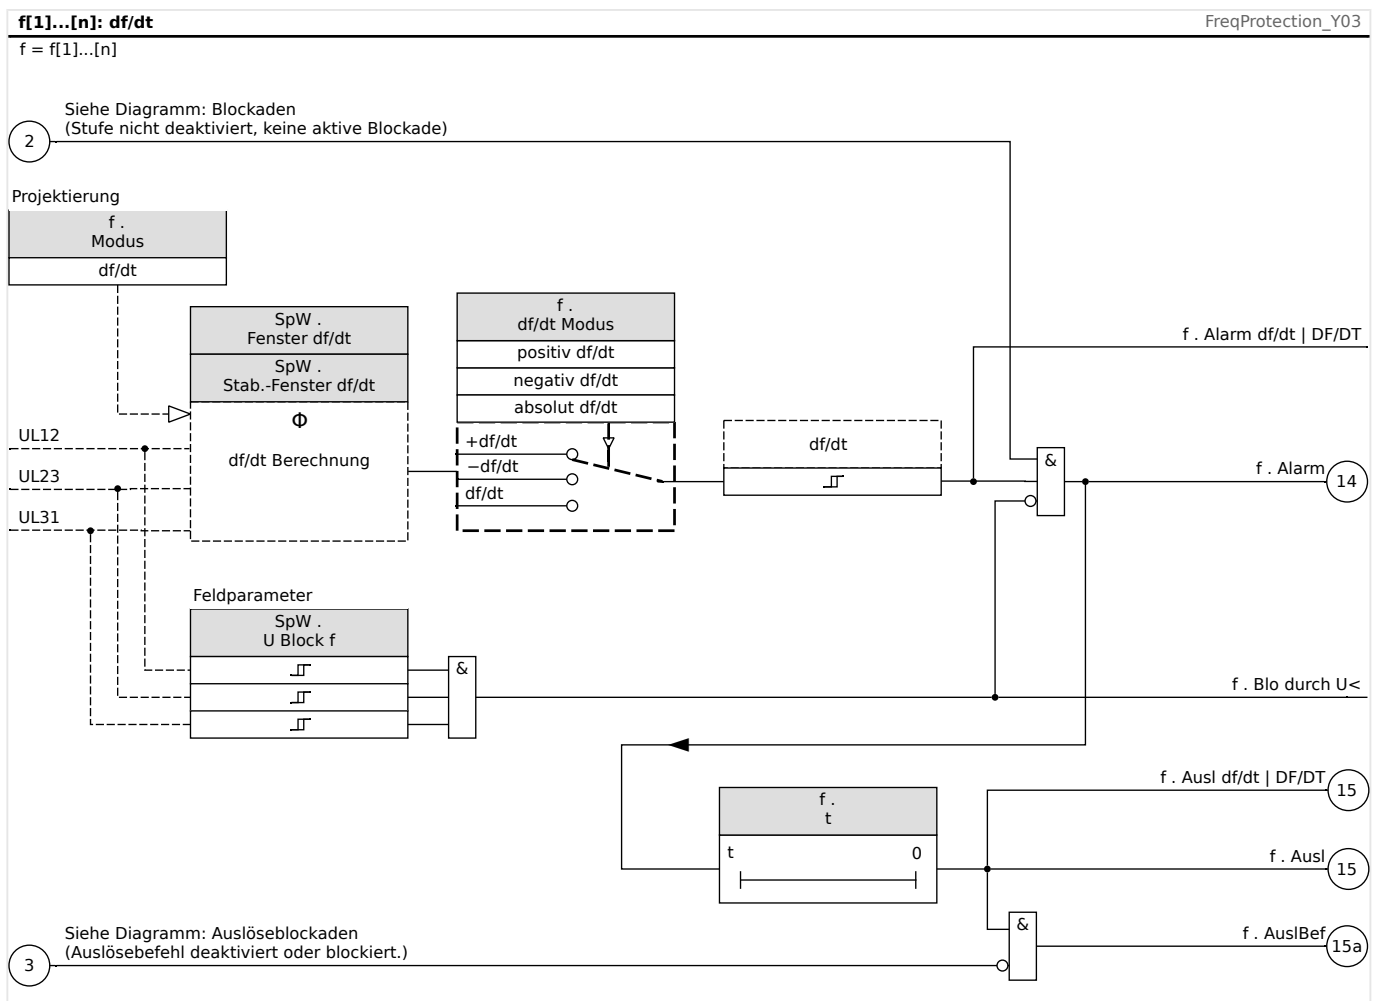 f[1]...[n]: df/dt
FreqProtection_Y03
f = f[1]...[n]
Siehe Diagramm: Blockaden
(Stufe nicht deaktiviert, keine aktive Blockade)
2
Projektierung
f .
Modus
df/dt
SpW .
Fenster df/dt
SpW .
Stab.-Fenster df/dt
Φ
df/dt Berechnung
UL12
UL23
UL31
f .
df/dt Modus
positiv df/dt
negativ df/dt
absolut df/dt
+df/dt
−df/dt
df/dt
df/dt
f . Alarm df/dt | DF/DT
&
f . Alarm
14
Feldparameter
SpW .
U Block f
&
f . Blo durch U<
f .
t
t
0
f . Ausl df/dt | DF/DT
15
f . Ausl
15
&
f . AuslBef
15a
Siehe Diagramm: Auslöseblockaden
(Auslösebefehl deaktiviert oder blockiert.)
3